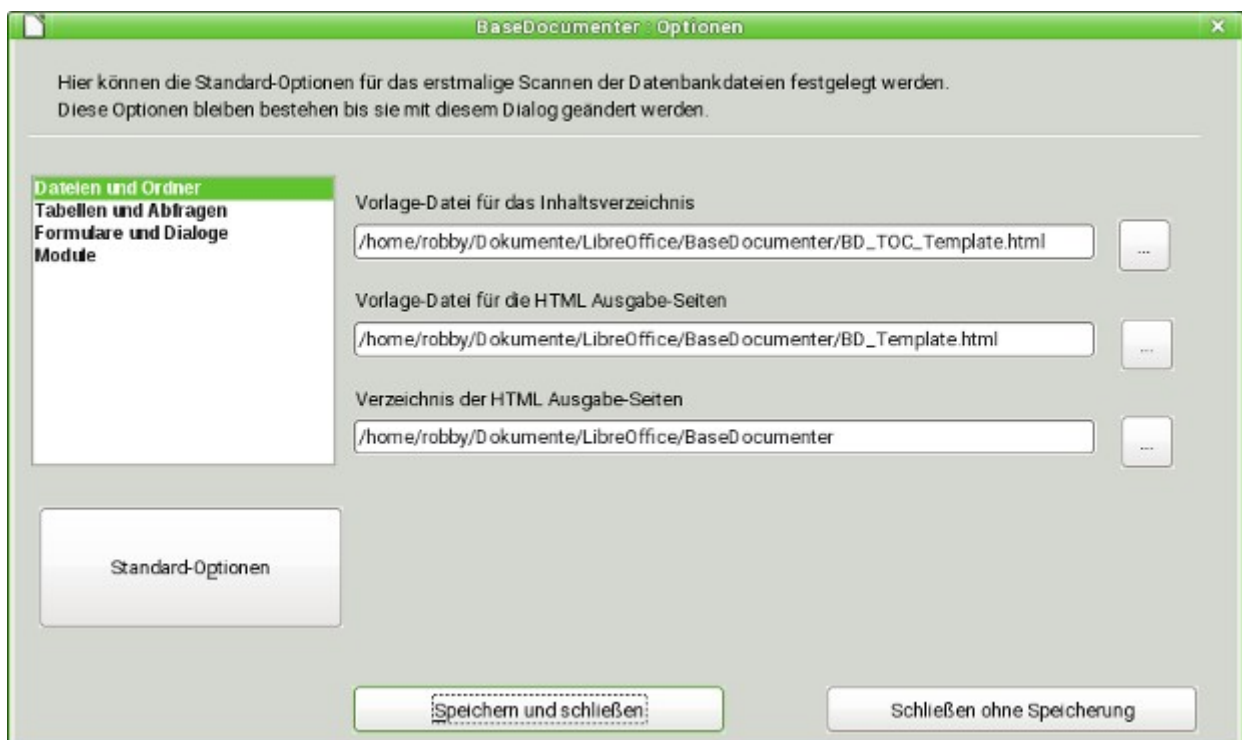 BaseDocumenter : Optionen
Hier können die Standard-Optionen für das erstmalige Scannen der Datenbankdateien festgelegt werden.
Diese Optionen bleiben bestehen bis sie mit diesem Dialog geändert werden.
Dateien und Ordner
Tabellen und Abfragen
Formulare und Dialoge
Module
Vorlage-Datei für das Inhaltsverzeichnis
/home/robby/Dokumente/LibreOffice/BaseDocumenter/BD_TOC_Template.html
...
Vorlage-Datei für die HTML Ausgabe-Seiten
/home/robby/Dokumente/LibreOffice/BaseDocumenter/BD_Template.html
...
Verzeichnis der HTML Ausgabe-Seiten
/home/robby/Dokumente/LibreOffice/BaseDocumenter
...
Standard-Optionen
Speichern und schließen
Schließen ohne Speicherung